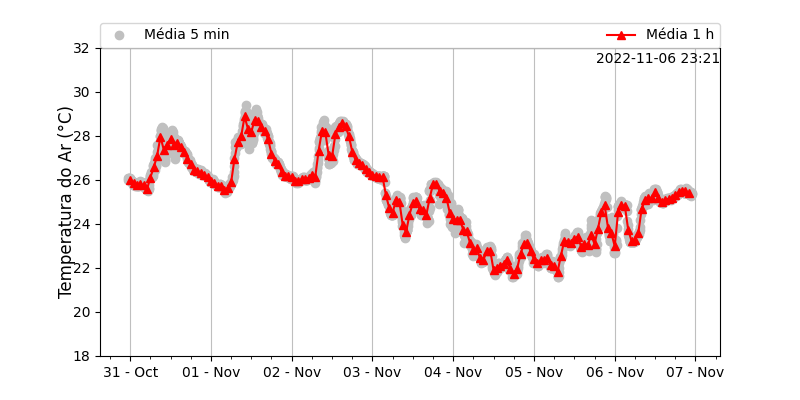 Média 5 min
Média 1 h
2022-11-06 23:21
Temperatura do Ar (°C)
32
30
28
26
24
22
20
18
31 - Oct
01 - Nov
02 - Nov
03 - Nov
04 - Nov
05 - Nov
06 - Nov
07 - Nov